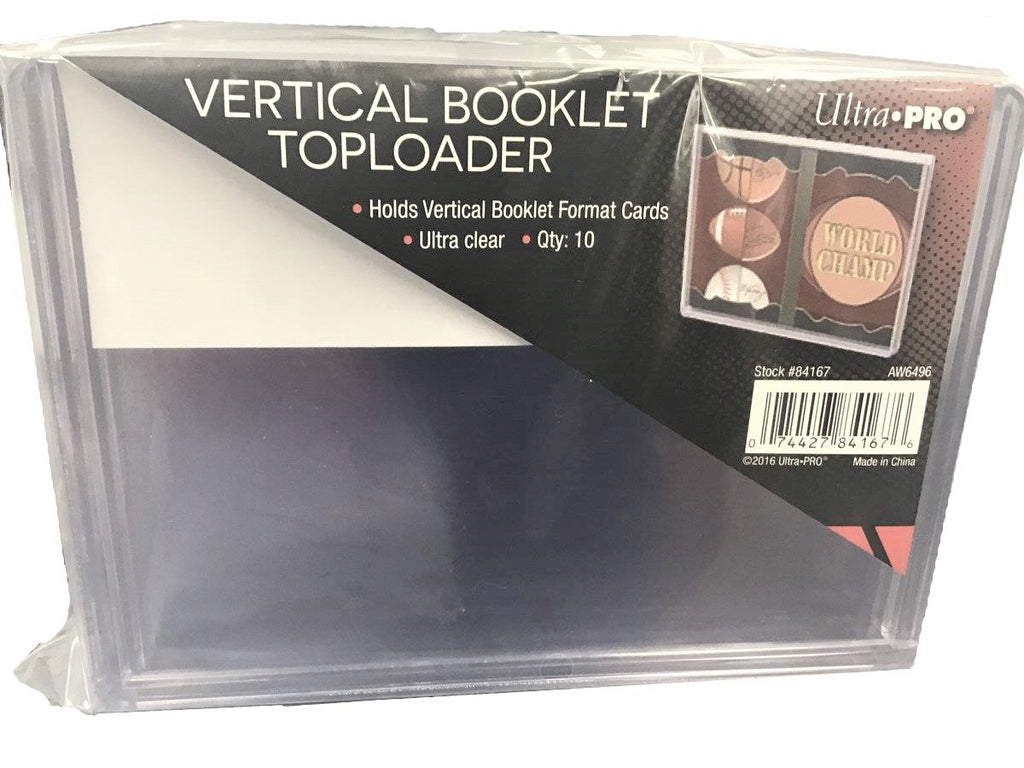 VERTICAL BOOKLET
TOPLOADER
• Holds Vertical Booklet Format Cards
• Ultra clear • Qty: 10
Ultra•PRO®
WORLD
CHAMP
Stock #84167 AW6496
0 74427 84167 6
©2016 Ultra•PRO® Made in China